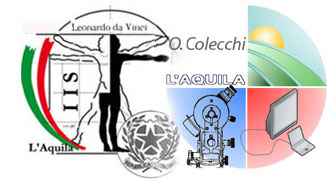 Leonardo da Vinci
O. Colecchi
IIS
L'AQUILA
L'Aquila